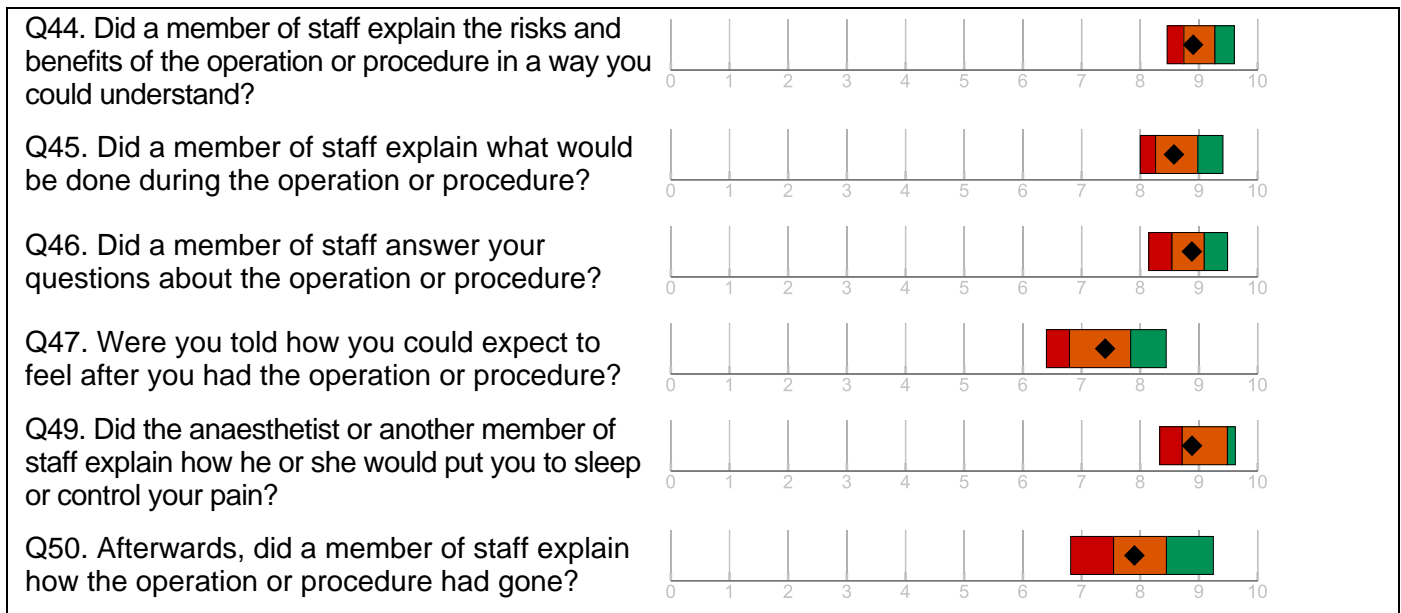 Q44. Did a member of staff explain the risks and
benefits of the operation or procedure in a way you
could understand?
0 1 2 3 4 5 6 7 8 9 10
Q45. Did a member of staff explain what would
be done during the operation or procedure?
0 1 2 3 4 5 6 7 8 9 10
Q46. Did a member of staff answer your
questions about the operation or procedure?
0 1 2 3 4 5 6 7 8 9 10
Q47. Were you told how you could expect to
feel after you had the operation or procedure?
0 1 2 3 4 5 6 7 8 9 10
Q49. Did the anaesthetist or another member of
staff explain how he or she would put you to sleep
or control your pain?
0 1 2 3 4 5 6 7 8 9 10
Q50. Afterwards, did a member of staff explain
how the operation or procedure had gone?
0 1 2 3 4 5 6 7 8 9 10